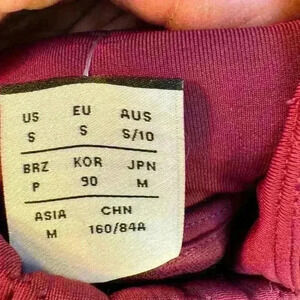 US EU AUS
S S S/10
BRZ KOR JPN
P 90 M
ASIA CHN
M 160/84A